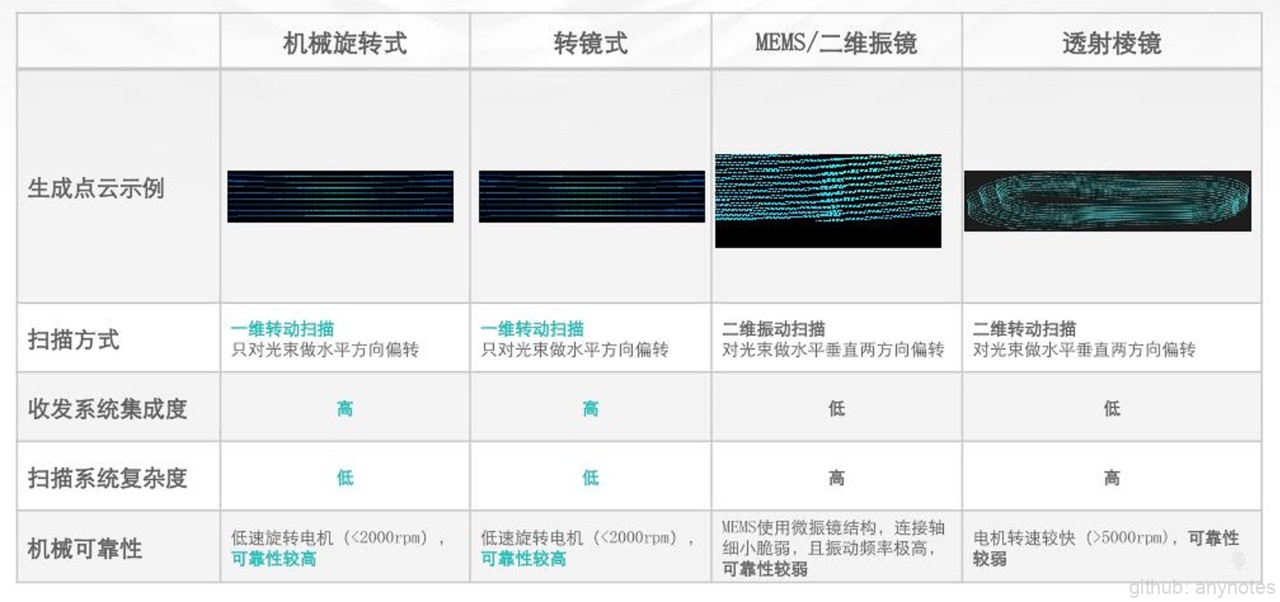 机械旋转式
转镜式
MEMS/二维振镜
透射棱镜
生成点云示例
扫描方式
一维转动扫描
只对光束做水平方向偏转
一维转动扫描
只对光束做水平方向偏转
二维振动扫描
对光束做水平垂直两方向偏转
二维转动扫描
对光束做水平垂直两方向偏转
收发系统集成度
高
高
低
低
扫描系统复杂度
低
低
高
高
机械可靠性
低速旋转电机（<2000rpm），
可靠性较高
低速旋转电机（<2000rpm），
可靠性较高
MEMS使用微振镜结构，连接轴
细小脆弱，且振动频率极高，
可靠性较弱
电机转速较快（>5000rpm)，可靠性
较弱
github: anynotes